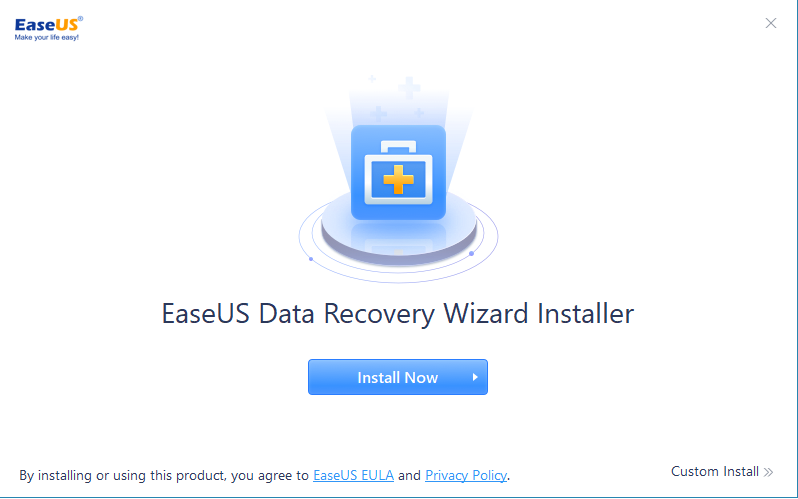 EaseUS®
Make your life easy!
EaseUS Data Recovery Wizard Installer
Install Now
By installing or using this product, you agree to EaseUS EULA and Privacy Policy.
Custom Install